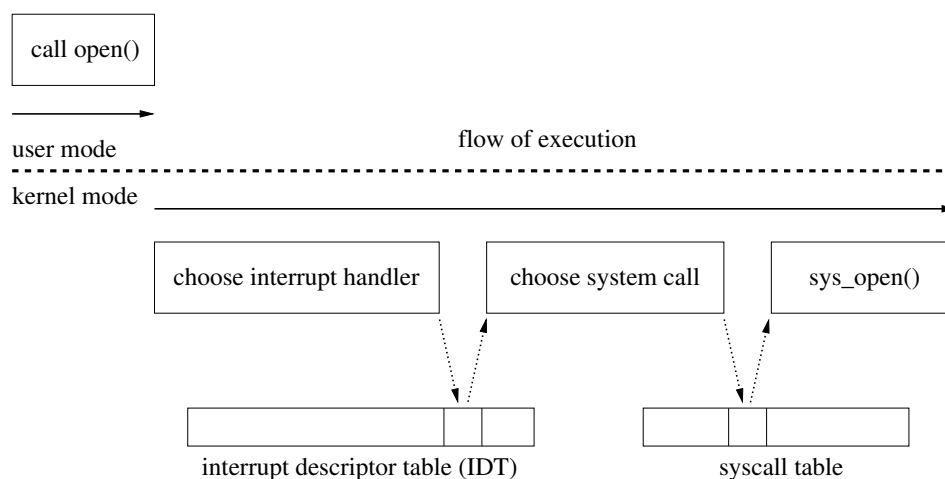 call open()
flow of execution
user mode
kernel mode
choose interrupt handler
choose system call
sys_open()
interrupt descriptor table (IDT)
syscall table